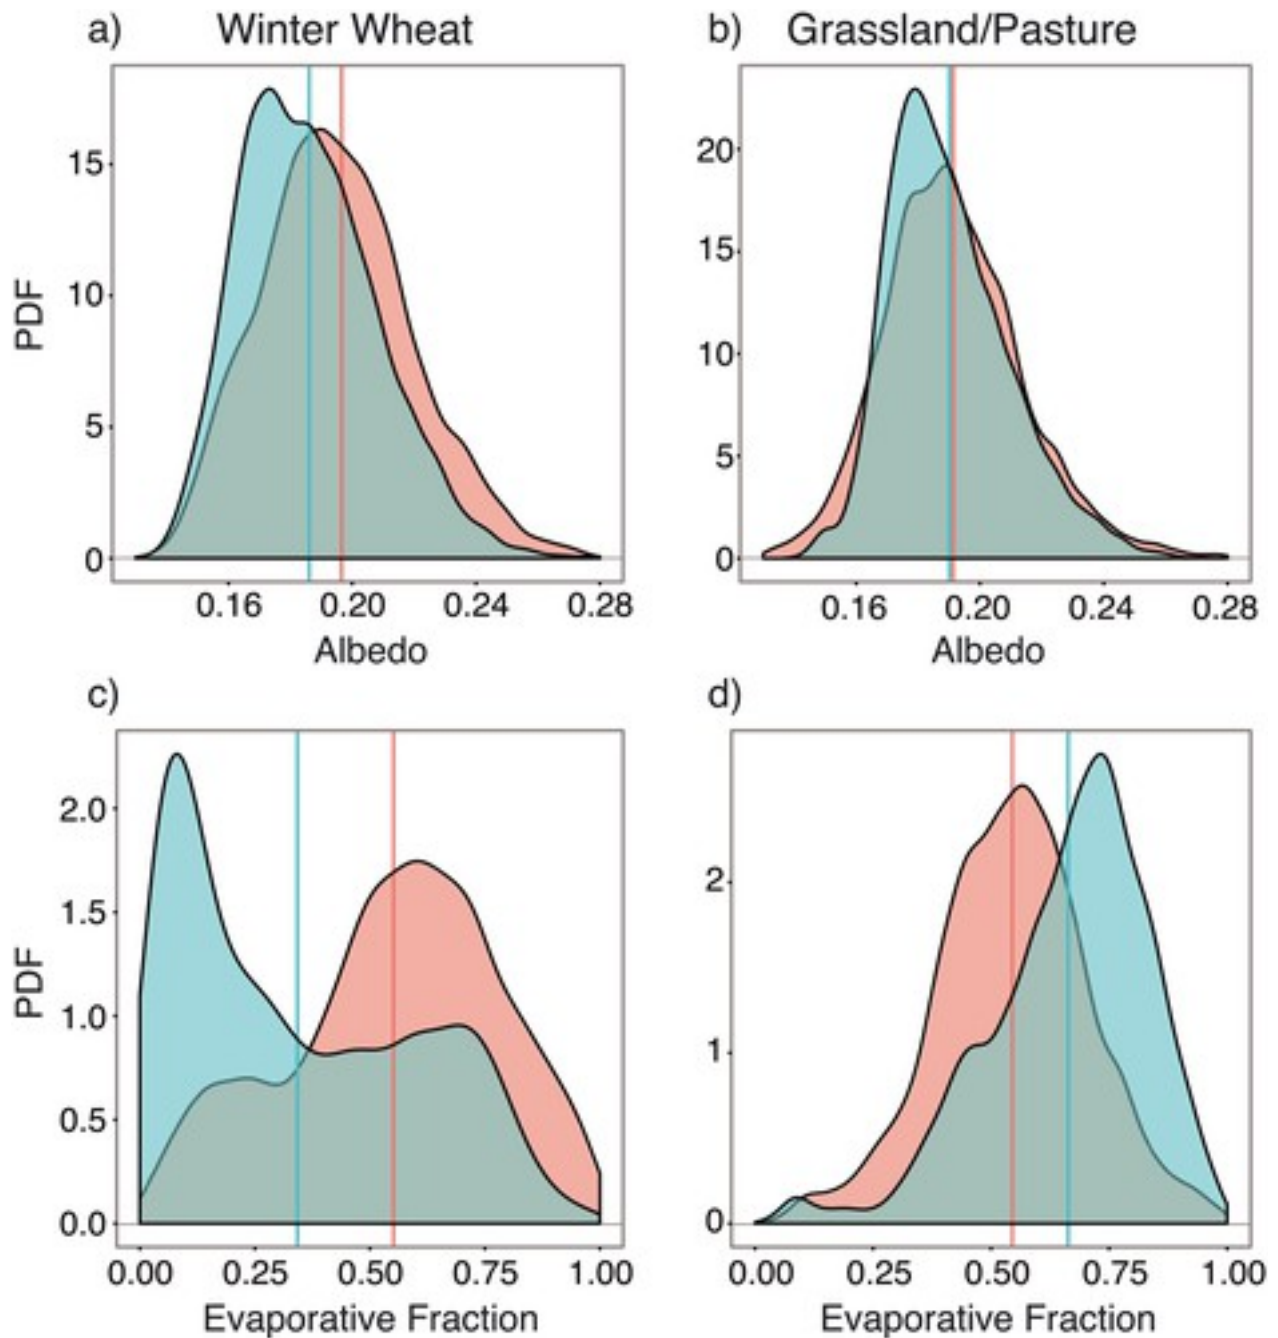 a) Winter Wheat
b) Grassland/Pasture
PDF
15
10
5
0
0.16 0.20 0.24 0.28
Albedo
20
15
10
5
0
0.16 0.20 0.24 0.28
Albedo
c)
PDF
2.0
1.5
1.0
0.5
0.0
0.00 0.25 0.50 0.75 1.00
Evaporative Fraction
d)
2
1
0
0.00 0.25 0.50 0.75 1.00
Evaporative Fraction